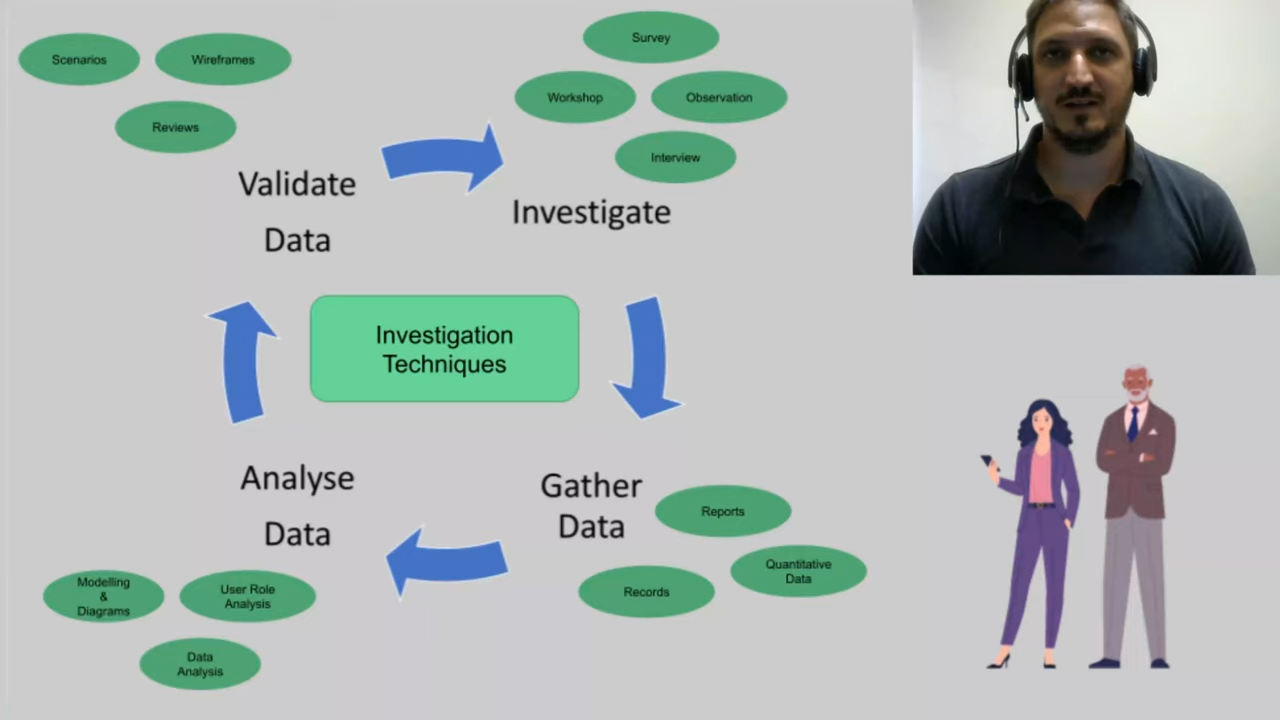 Scenarios
Wireframes
Reviews
Validate
Data
Survey
Workshop
Observation
Interview
Investigate
Investigation
Techniques
Analyse
Data
Modelling
&
Diagrams
User Role
Analysis
Data
Analysis
Gather
Data
Reports
Quantitative
Data
Records